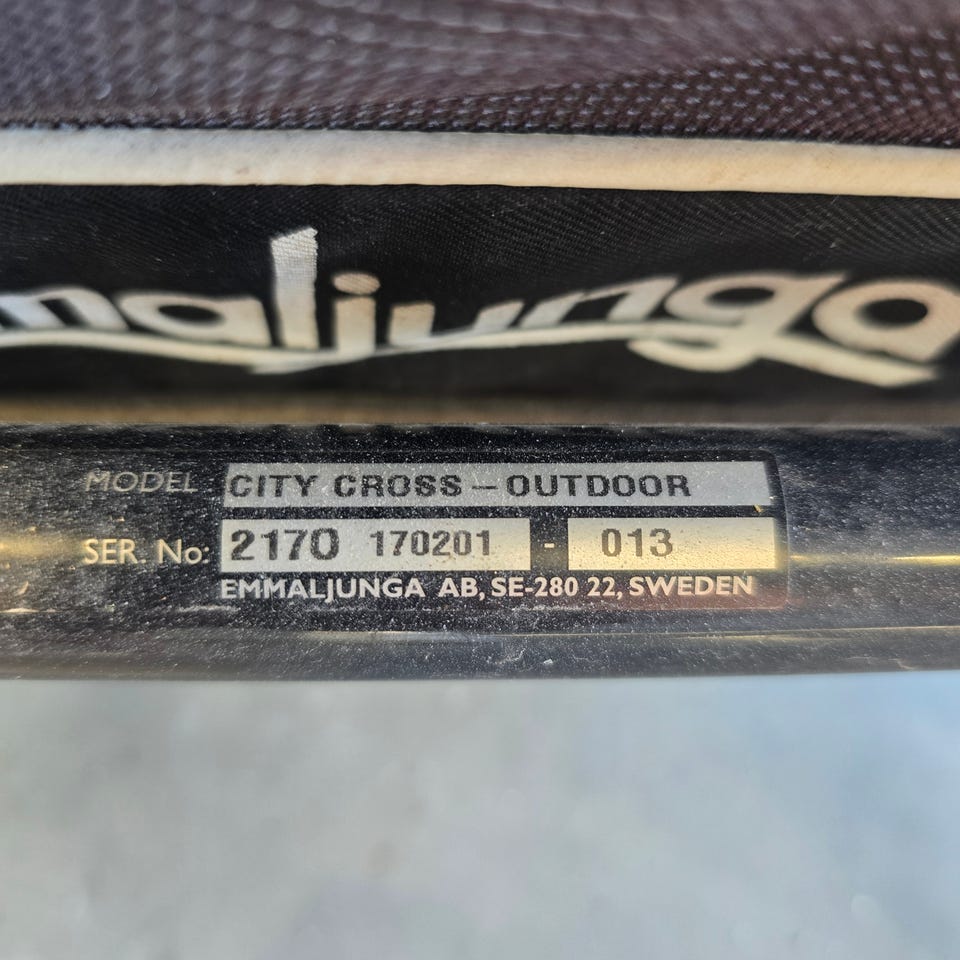 maljunga
MODEL CITY CROSS – OUTDOOR
SER. No: 2170 170201 - 013
EMMALJUNGA AB, SE-280 22, SWEDEN